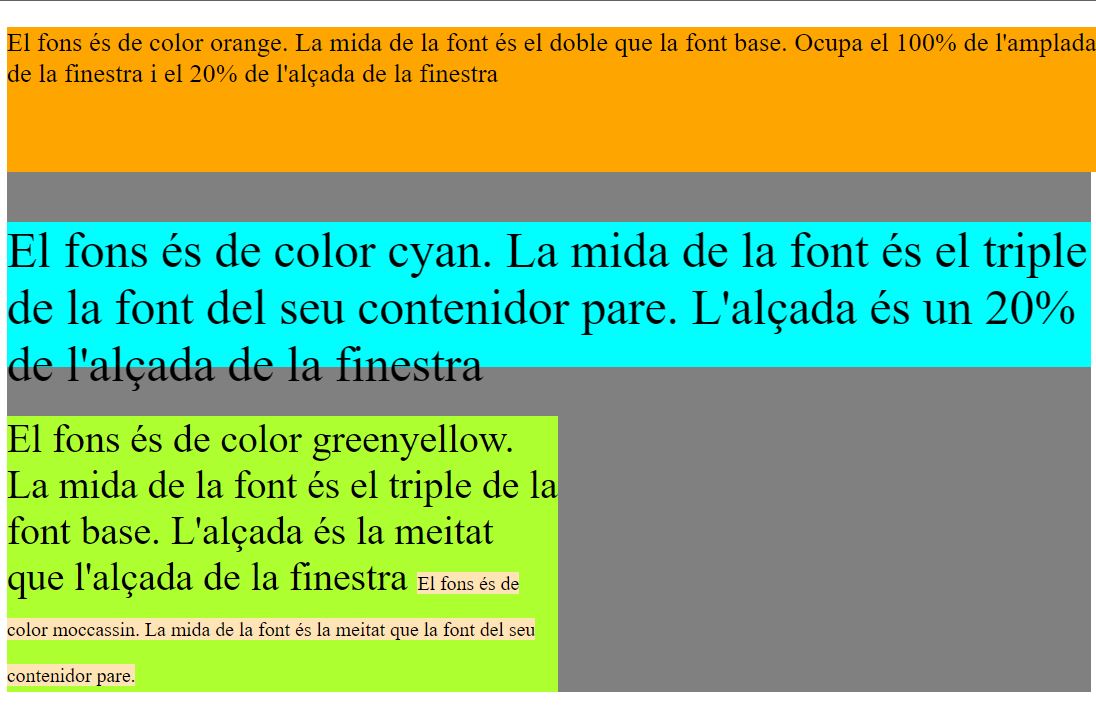 El fons és de color orange. La mida de la font és el doble que la font base. Ocupa el 100% de l'amplada
de la finestra i el 20% de l'alçada de la finestra
El fons és de color cyan. La mida de la font és el triple
de la font del seu contenidor pare. L'alçada és un 20%
de l'alçada de la finestra
El fons és de color greenyellow.
La mida de la font és el triple de la
font base. L'alçada és la meitat
que l'alçada de la finestra El fons és de
color moccassin. La mida de la font és la meitat que la font del seu
contenidor pare.